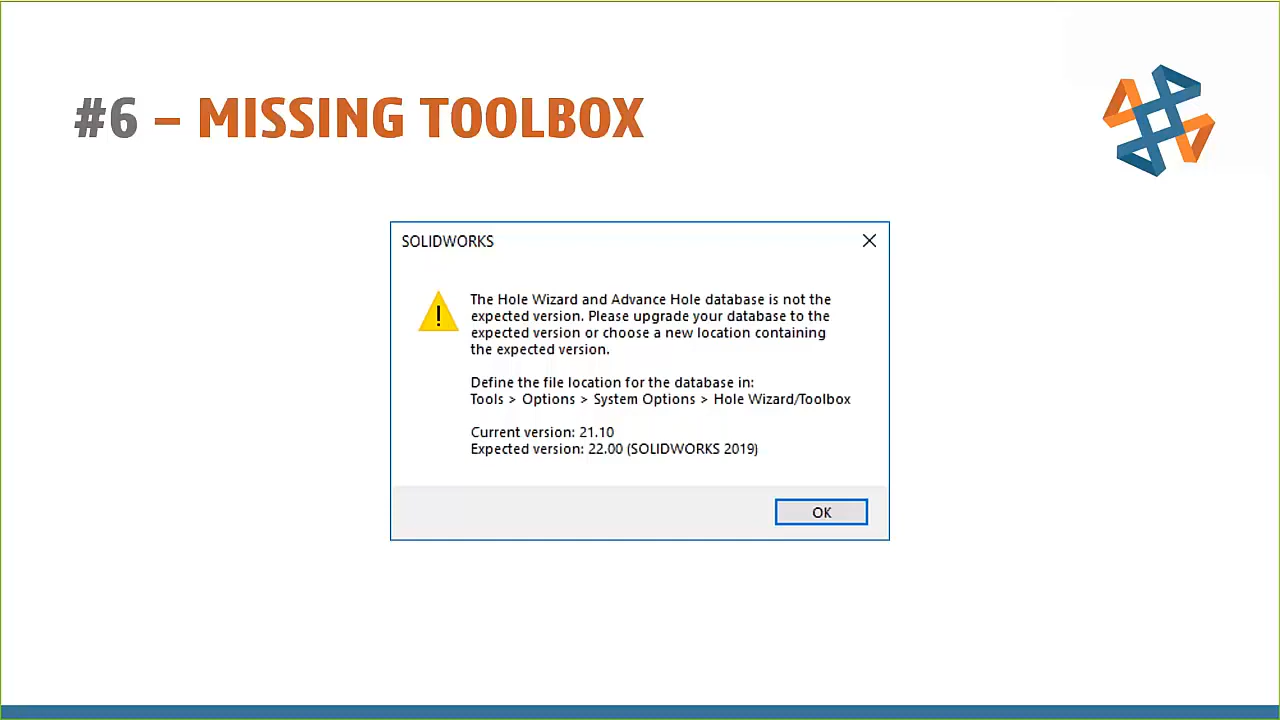 #6 – MISSING TOOLBOX
SOLIDWORKS
The Hole Wizard and Advance Hole database is not the
expected version. Please upgrade your database to the
expected version or choose a new location containing
the expected version.
Define the file location for the database in:
Tools > Options > System Options > Hole Wizard/Toolbox
Current version: 21.10
Expected version: 22.00 (SOLIDWORKS 2019)
OK